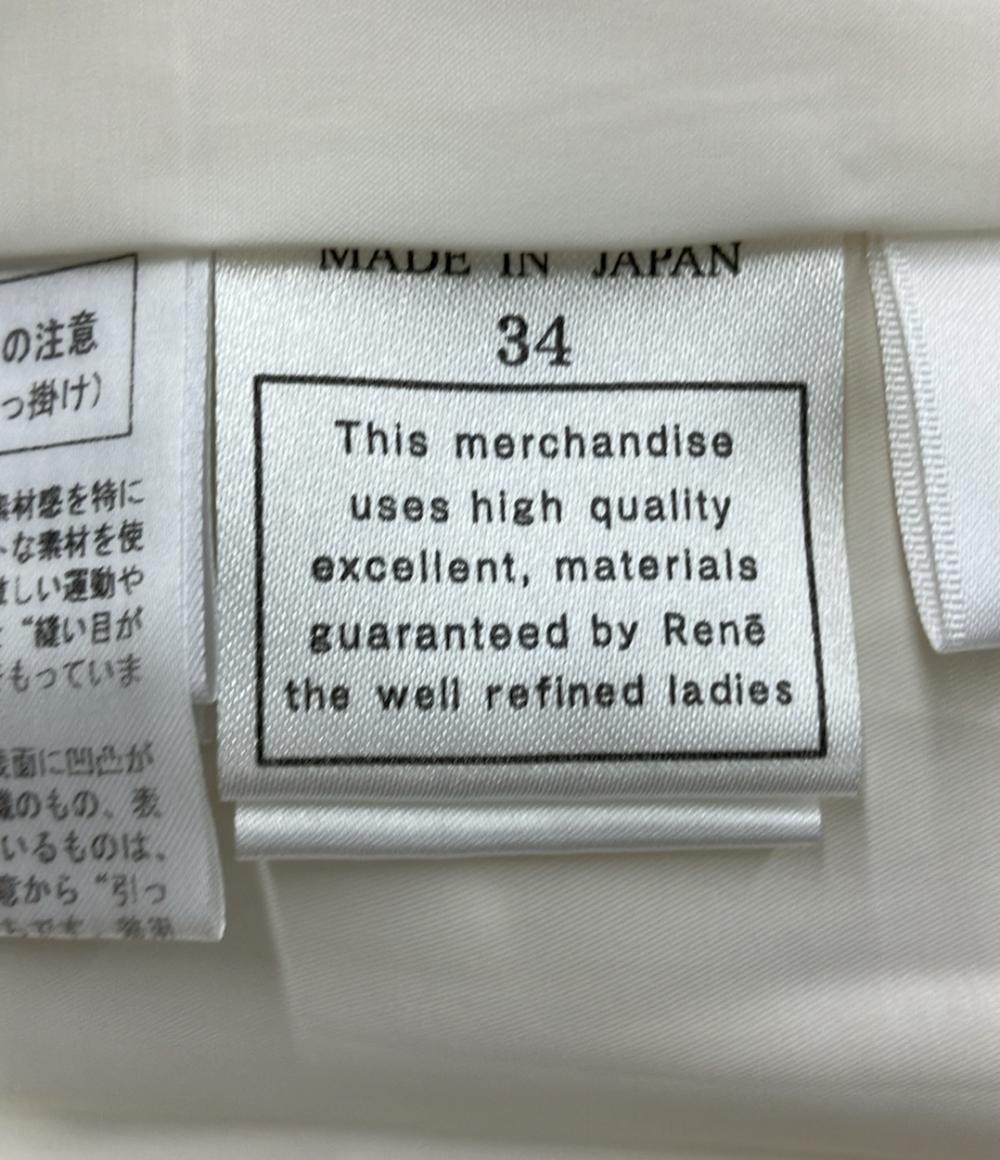 の注意
っ掛け)
素材感を特に
な素材を使
激しい運動や
“縫い目が
をもっていま
表面に凹凸が
織のもの、表
いるものは、
意から“引っ
MADE IN JAPAN
34
This merchandise
uses high quality
excellent, materials
guaranteed by Renē
the well refined ladies